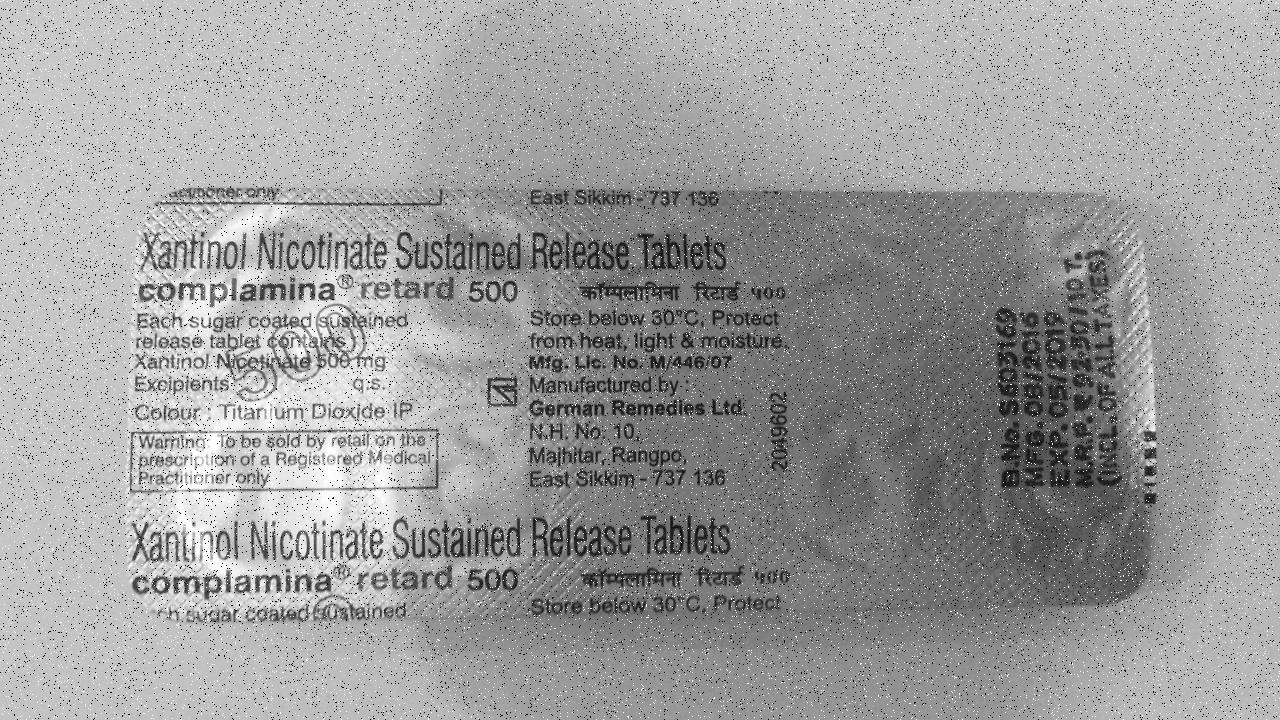 ctitioner only
East Sikkim - 737 136
Xantinol Nicotinate Sustained Release Tablets
complamina® retard 500
कॉम्पलामिना रिटार्ड ५००
Each sugar coated sustained
release tablet contains
Xantinol Nicotinate 500 mg
Excipients q.s.
Colour : Titanium Dioxide IP
Warning: To be sold by retail on the
prescription of a Registered Medical
Practitioner only
Store below 30°C, Protect
from heat, light & moisture.
Mfg. Lic. No. M/446/07
Manufactured by :
German Remedies Ltd.
N.H. No. 10,
Majhitar, Rangpo,
East Sikkim - 737 136
2049602
B.No. S603169
MFG. 06/2016
EXP. 05/2019
M.R.P. ₹ 92.30/10 T.
(INCL. OF ALL TAXES)
Xantinol Nicotinate Sustained Release Tablets
complamina® retard 500
कॉम्पलामिना रिटार्ड ५००
ch sugar coated sustained
Store below 30°C, Protect